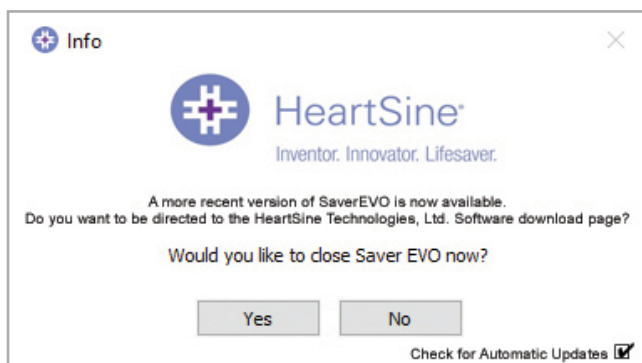 Info
HeartSine®
Inventor. Innovator. Lifesaver.
A more recent version of SaverEVO is now available.
Do you want to be directed to the HeartSine Technologies, Ltd. Software download page?
Would you like to close Saver EVO now?
Yes
No
Check for Automatic Updates